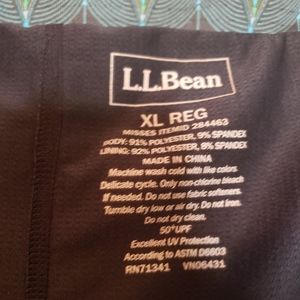 L.L.Bean
XL REG
MISSES ITEMID 284463
BODY: 91% POLYESTER, 9% SPANDEX
LINING: 92% POLYESTER, 8% SPANDEX
MADE IN CHINA
Machine wash cold with like colors.
Delicate cycle. Only non-chlorine bleach
if needed. Do not use fabric softeners.
Tumble dry low or air dry. Do not iron.
Do not dry clean.
50+UPF
Excellent UV Protection
According to ASTM D6603
RN71341 VN06431